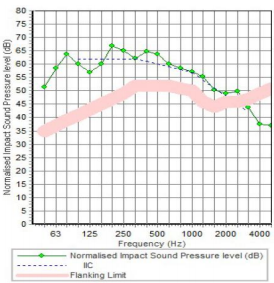 Normalised Impact Sound Pressure level (dB)
80
75
70
65
60
55
50
45
40
35
30
25
20
15
10
5
0
63 125 250 500 1000 2000 4000
Frequency (Hz)
Normalised Impact Sound Pressure level (dB)
IIC
Flanking Limit